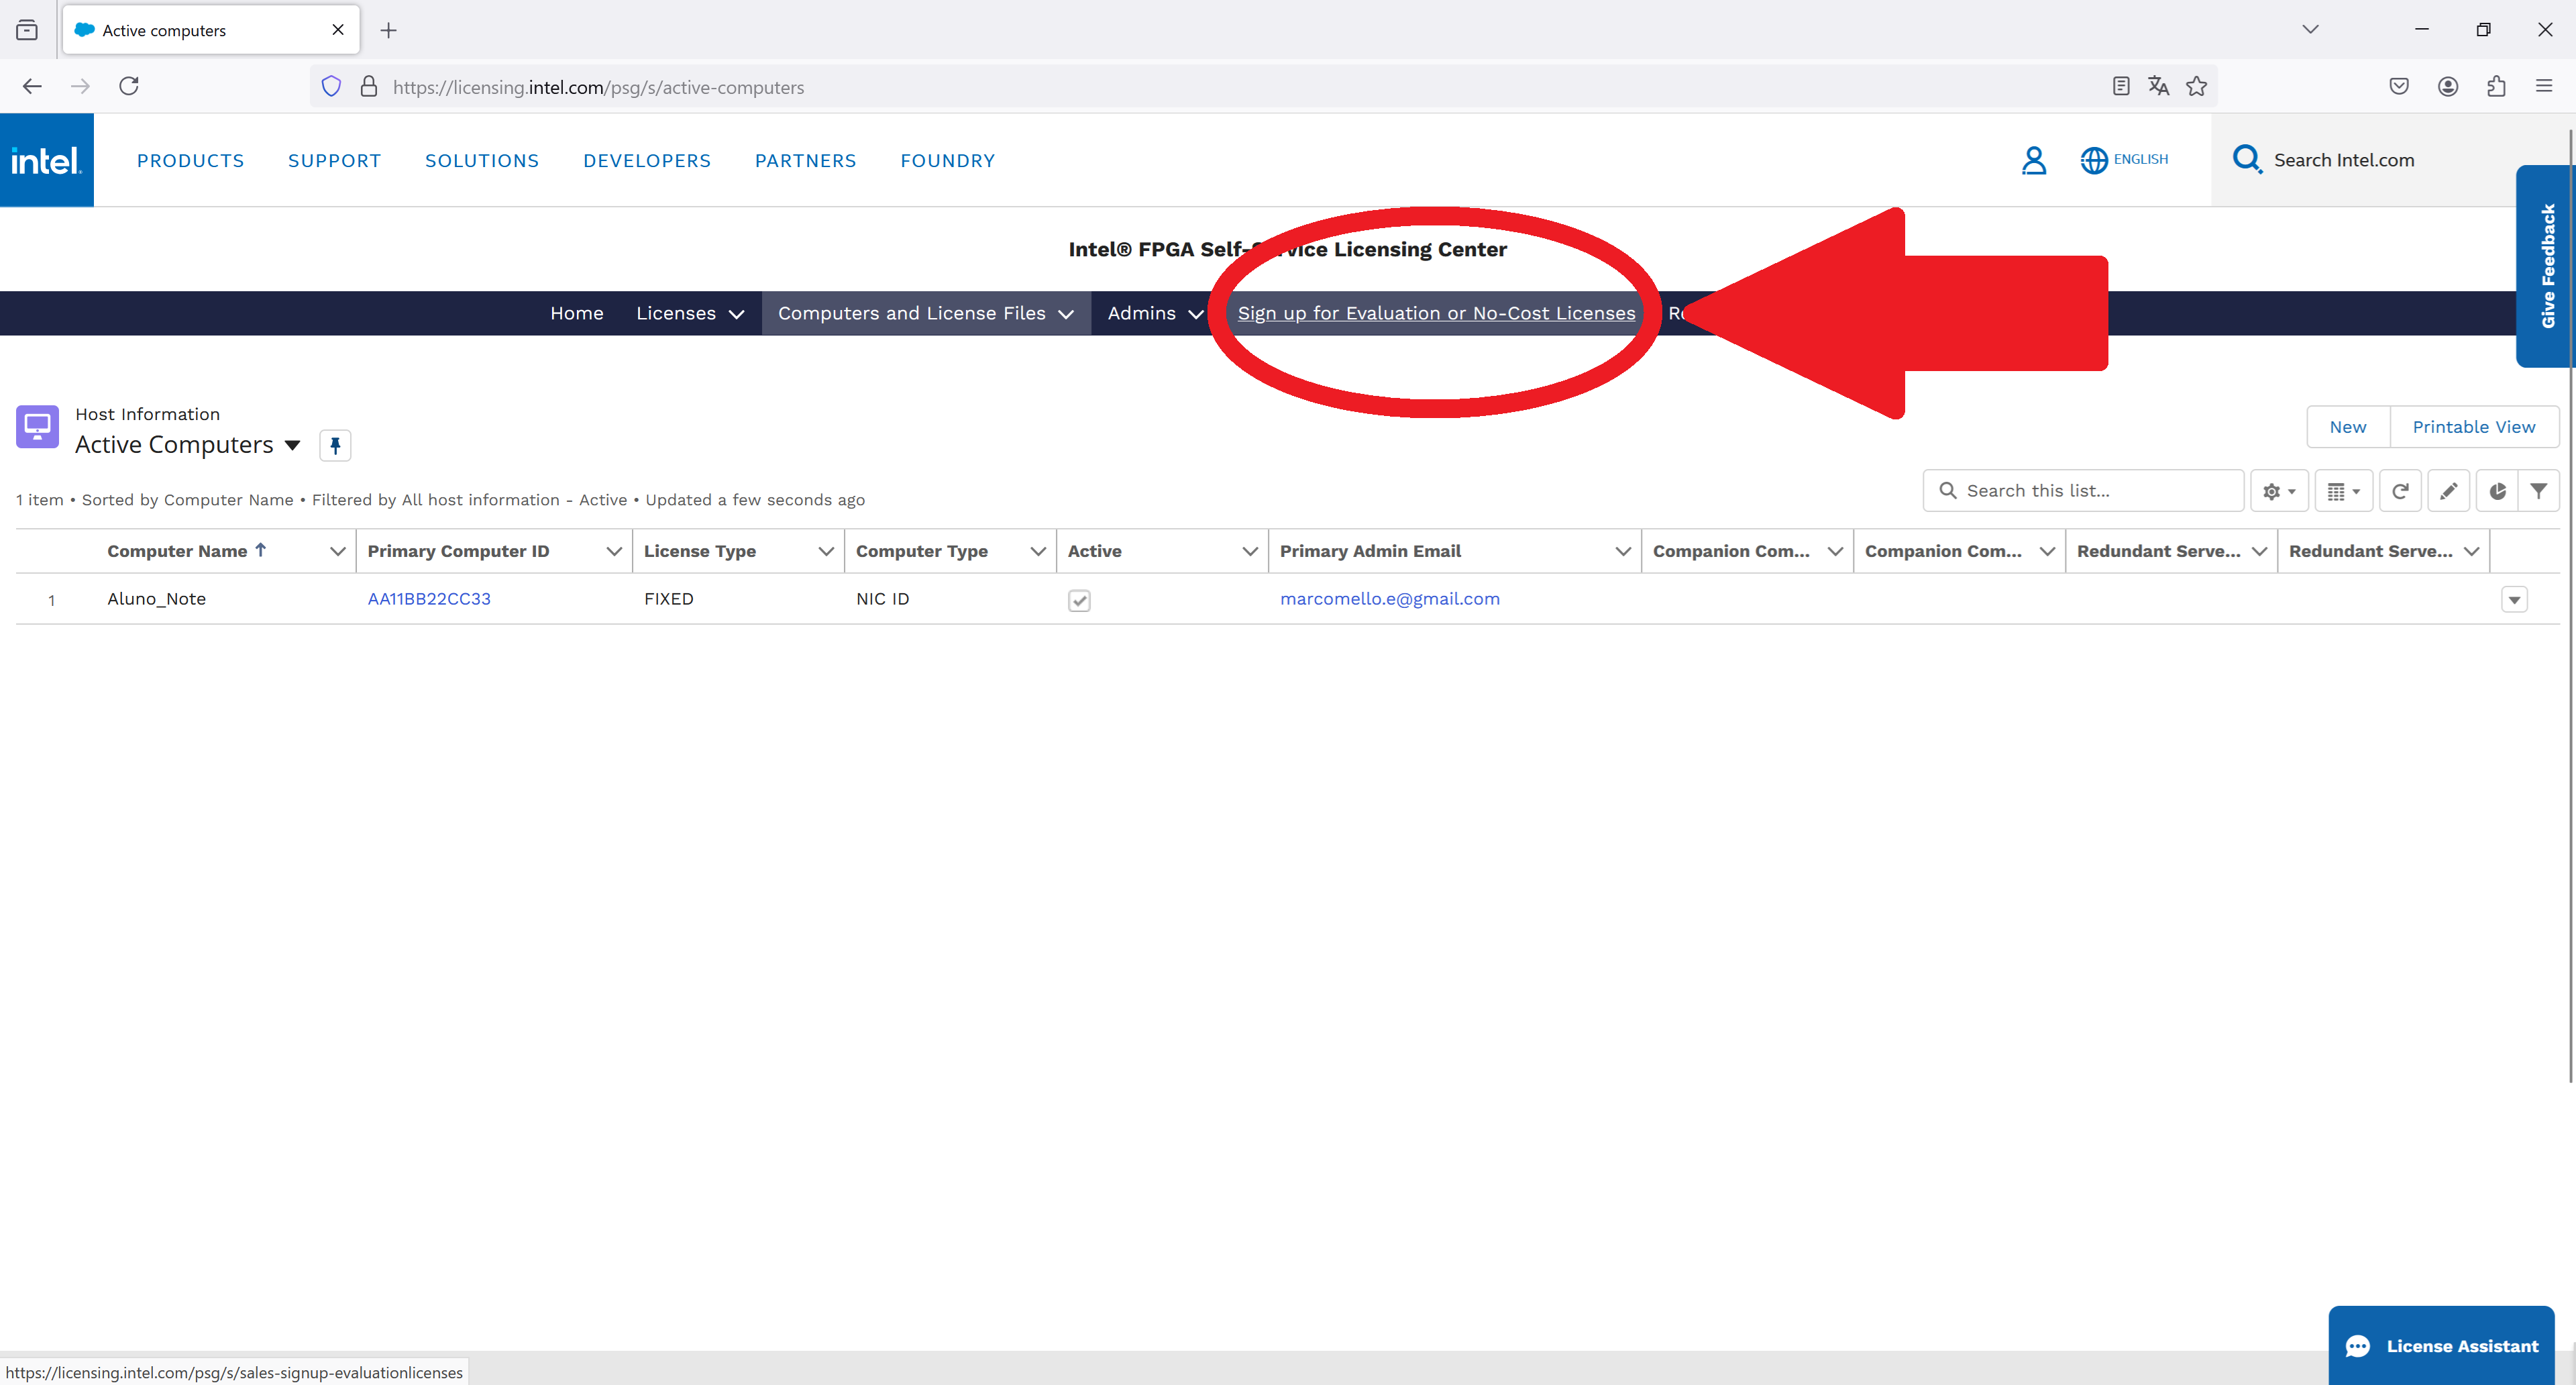 Active computers
https://licensing.intel.com/psg/s/active-computers
intel.
PRODUCTS SUPPORT SOLUTIONS DEVELOPERS PARTNERS FOUNDRY
ENGLISH
Search Intel.com
Give Feedback
Intel® FPGA Self-Service Licensing Center
Home Licenses Computers and License Files Admins Sign up for Evaluation or No-Cost Licenses
Host Information
Active Computers
New Printable View
1 item • Sorted by Computer Name • Filtered by All host information - Active • Updated a few seconds ago
Search this list...
Computer Name Primary Computer ID License Type Computer Type Active Primary Admin Email Companion Com... Companion Com... Redundant Serve... Redundant Serve...
1 Aluno_Note AA11BB22CC33 FIXED NIC ID marcomello.e@gmail.com
License Assistant
https://licensing.intel.com/psg/s/sales-signup-evaluationlicenses